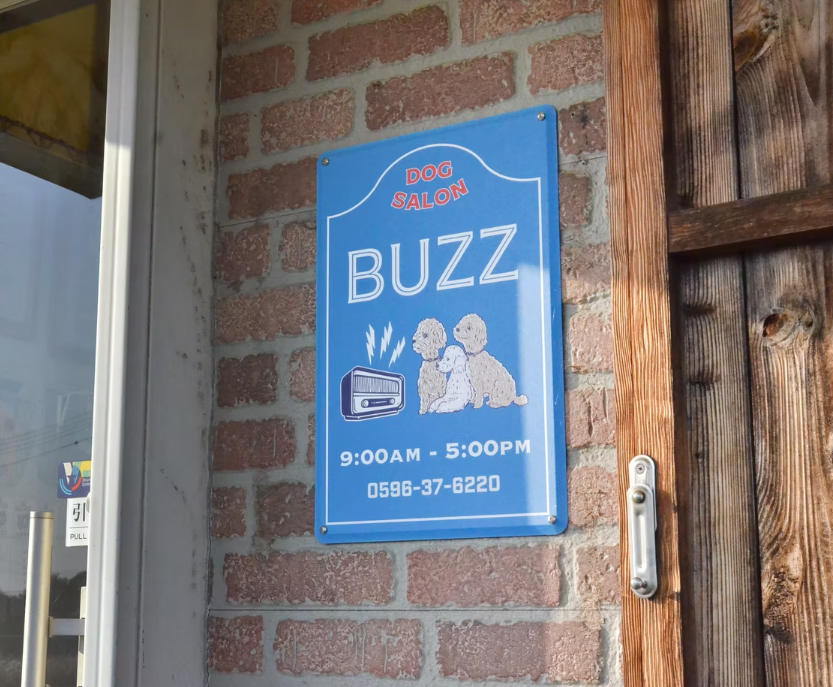 DOG
SALON
BUZZ
9:00AM - 5:00PM
0596-37-6220
引
PULL